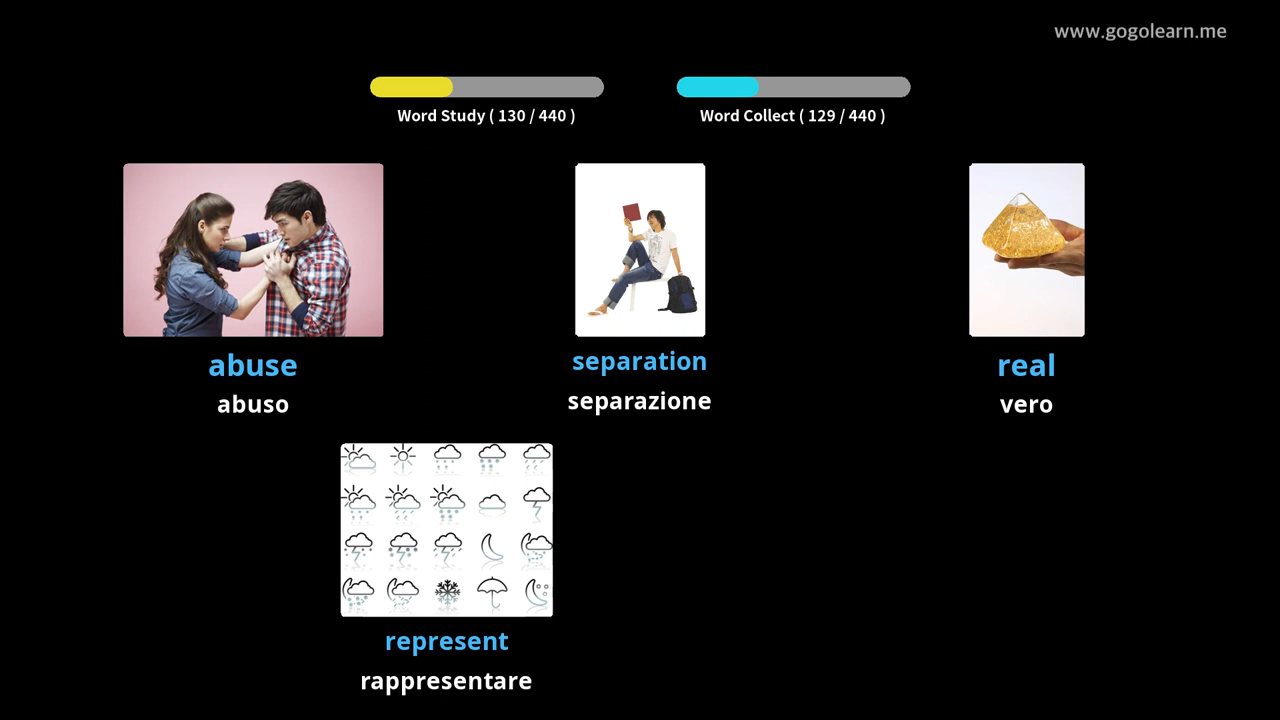 www.gogolearn.me
Word Study ( 130 / 440 )
Word Collect ( 129 / 440 )
abuse
abuso
separation
separazione
real
vero
represent
rappresentare